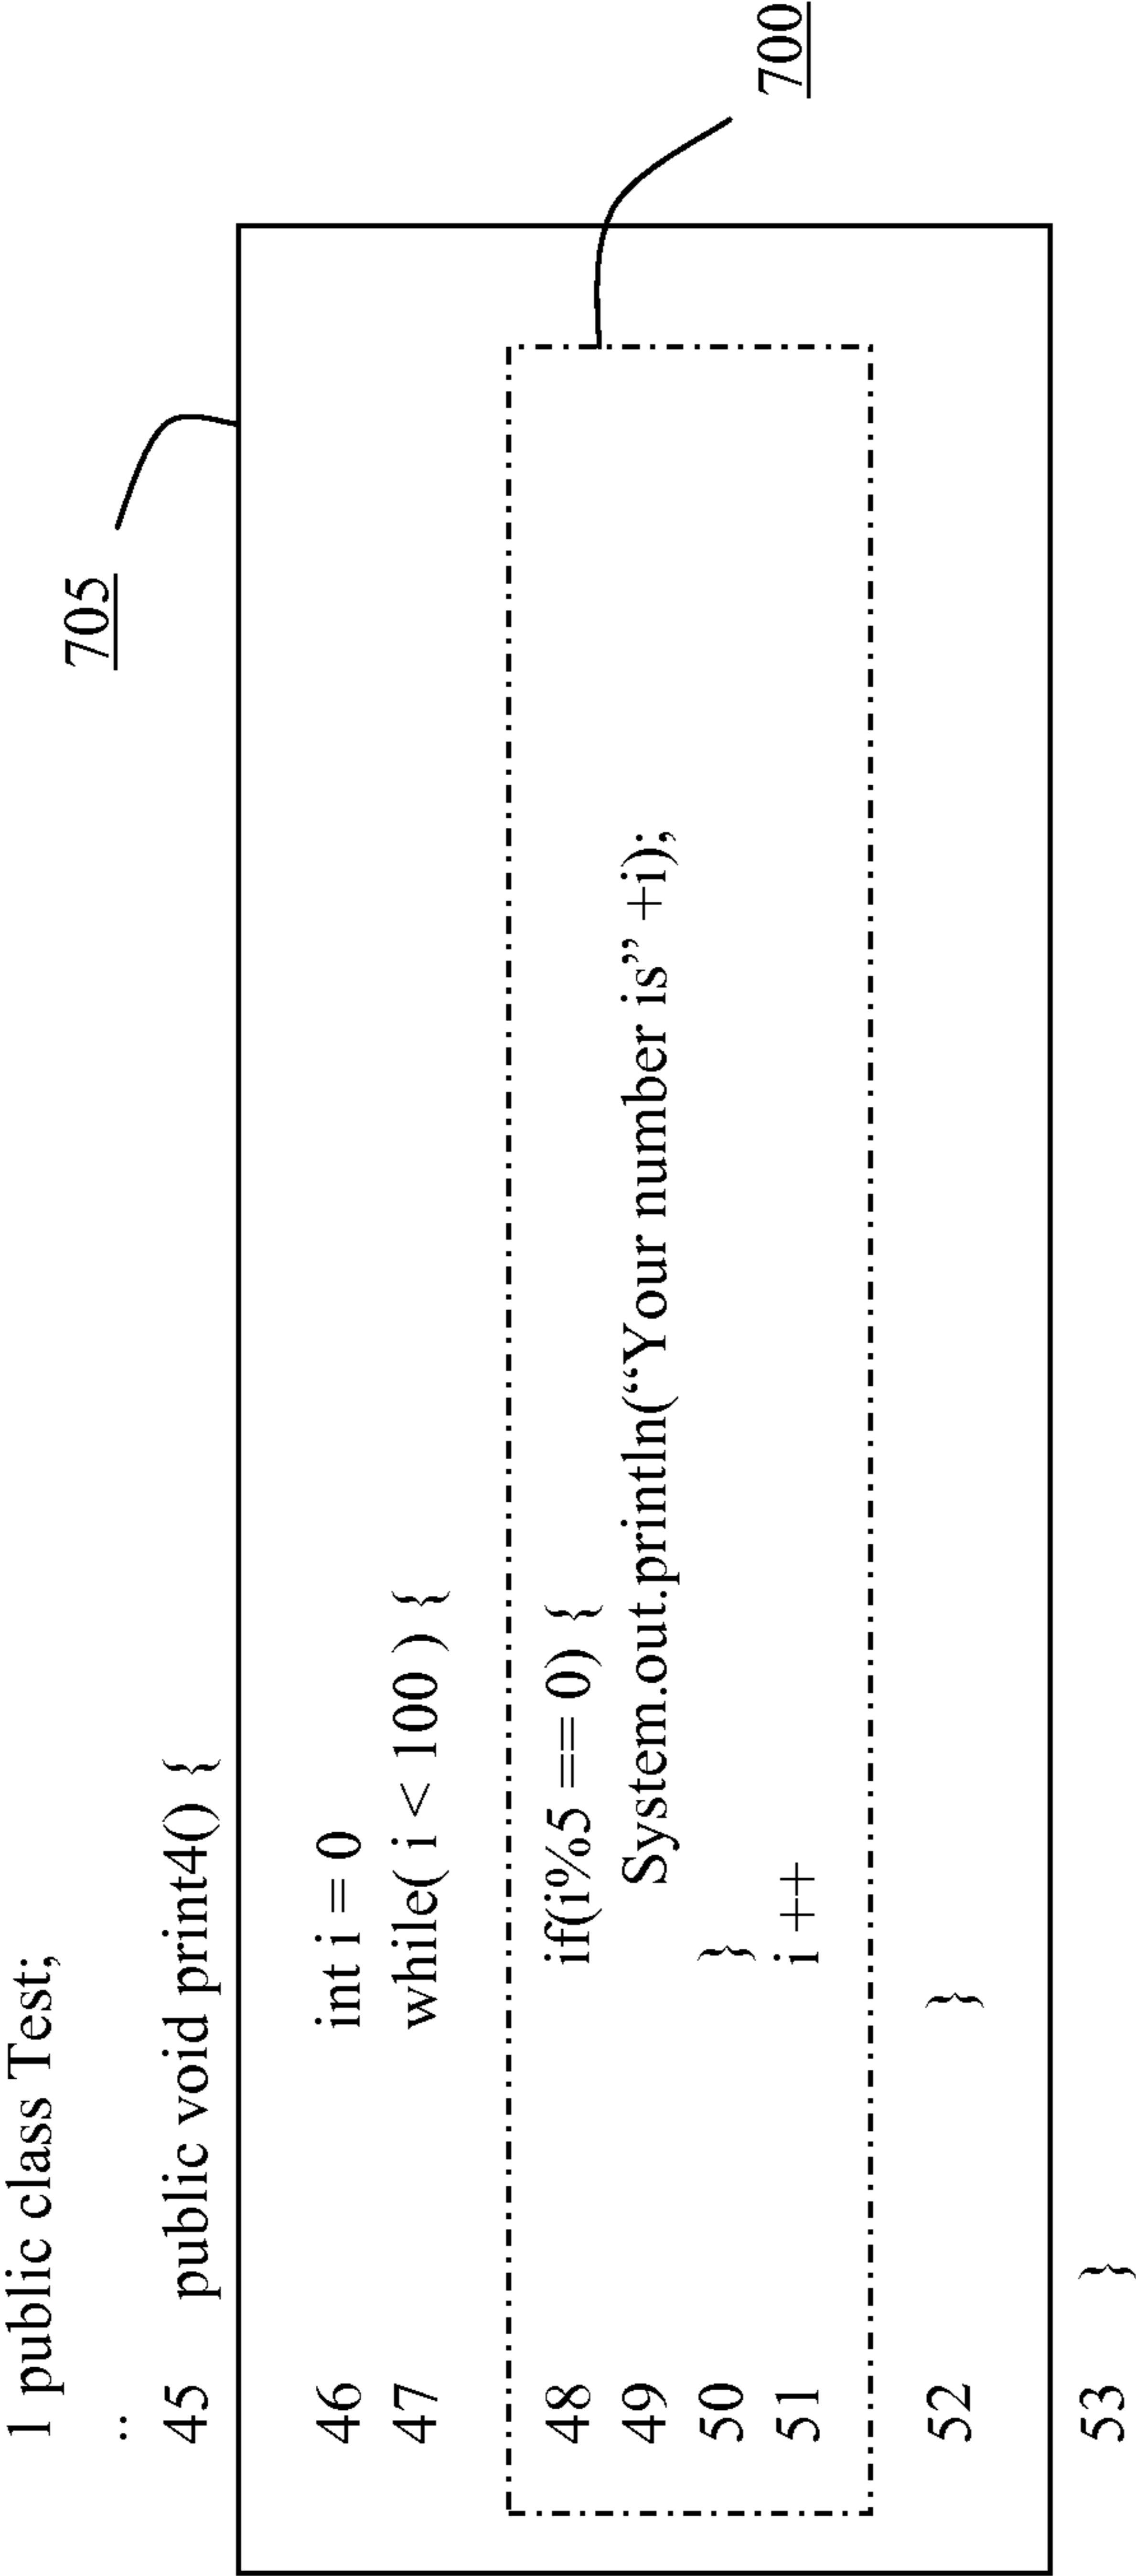 1 public class Test;
..
45 public void print4() {
705
46 int i = 0
47 while( i < 100 ) {
48 if(i%5 == 0) {
49 System.out.println(“Your number is” +i);
50 }
51 i ++
700
52 }
53 }